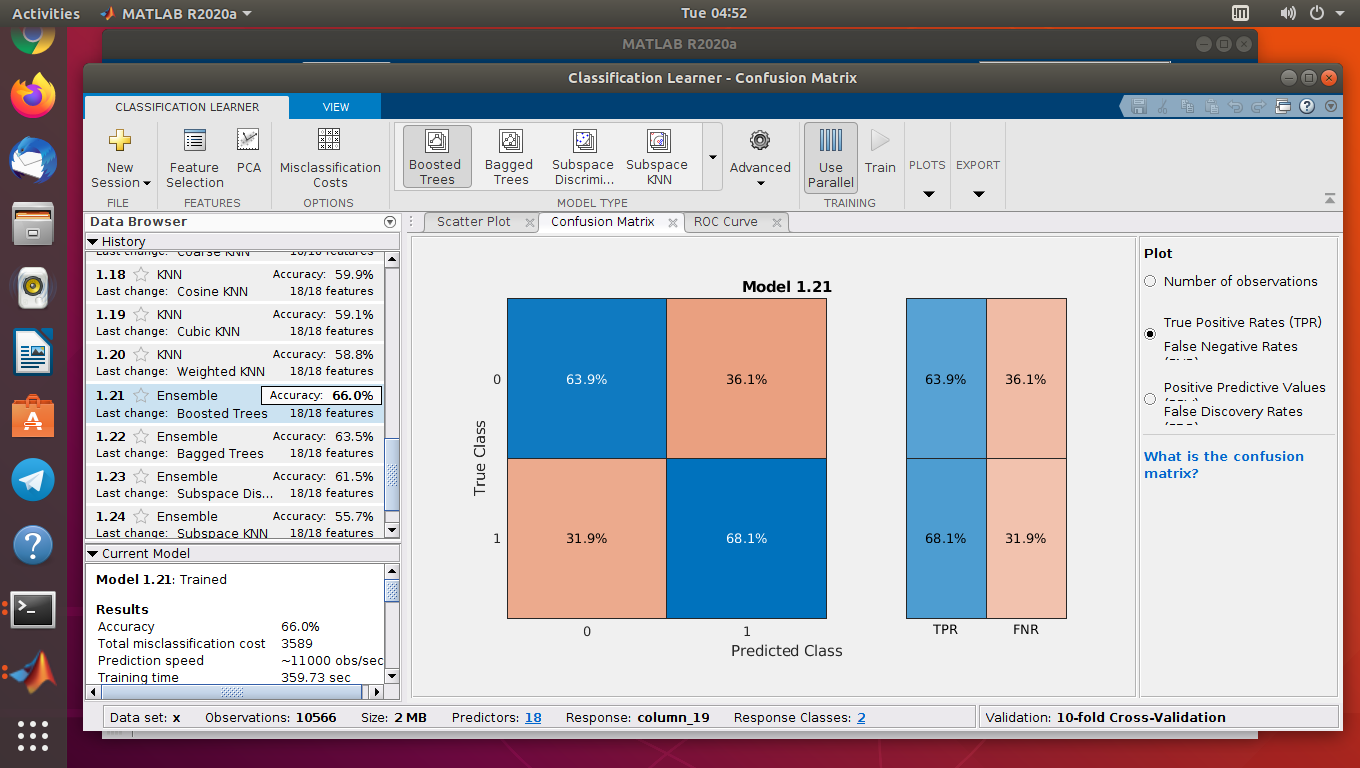 Activities MATLAB R2020a Tue 04:52
MATLAB R2020a
Classification Learner - Confusion Matrix
CLASSIFICATION LEARNER VIEW
New Session
Feature Selection
PCA
Misclassification Costs
Boosted Trees
Bagged Trees
Subspace Discrimi...
Subspace KNN
Advanced
Use Parallel
Train
PLOTS
EXPORT
FILE FEATURES OPTIONS MODEL TYPE TRAINING
Data Browser
History
Last change: Coarse KNN 18/18 features
1.18 KNN Accuracy: 59.9%
Last change: Cosine KNN 18/18 features
1.19 KNN Accuracy: 59.1%
Last change: Cubic KNN 18/18 features
1.20 KNN Accuracy: 58.8%
Last change: Weighted KNN 18/18 features
1.21 Ensemble Accuracy: 66.0%
Last change: Boosted Trees 18/18 features
1.22 Ensemble Accuracy: 63.5%
Last change: Bagged Trees 18/18 features
1.23 Ensemble Accuracy: 61.5%
Last change: Subspace Dis... 18/18 features
1.24 Ensemble Accuracy: 55.7%
Last change: Subspace KNN 18/18 features
Current Model
Model 1.21: Trained
Results
Accuracy 66.0%
Total misclassification cost 3589
Prediction speed ~11000 obs/sec
Training time 359.73 sec
Scatter Plot Confusion Matrix ROC Curve
Model 1.21
True Class
0 63.9% 36.1% 63.9% 36.1%
1 31.9% 68.1% 68.1% 31.9%
0 1 TPR FNR
Predicted Class
Plot
Number of observations
True Positive Rates (TPR)
False Negative Rates
Positive Predictive Values
False Discovery Rates
What is the confusion
matrix?
Data set: x Observations: 10566 Size: 2 MB Predictors: 18 Response: column_19 Response Classes: 2 Validation: 10-fold Cross-Validation